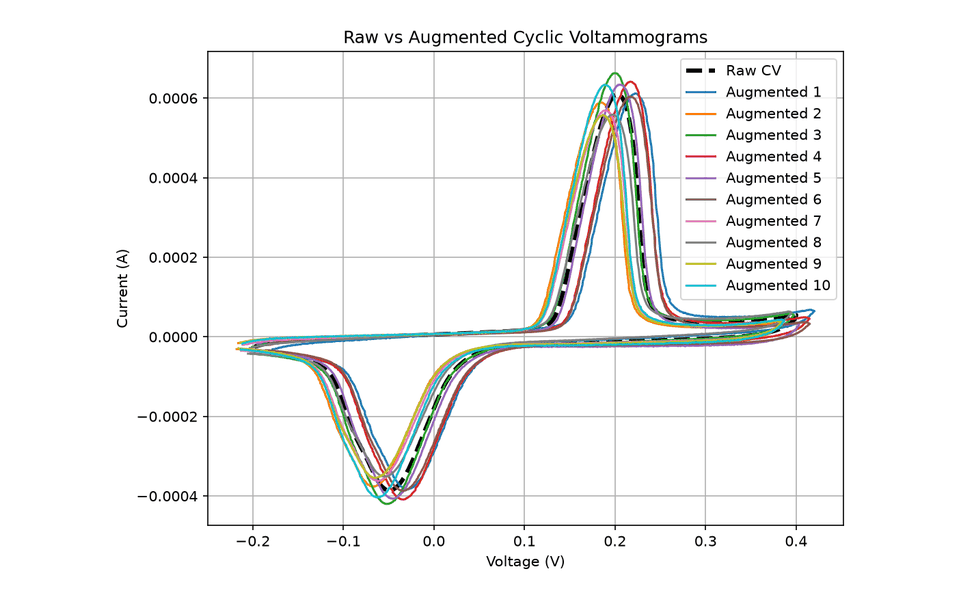 Raw vs Augmented Cyclic Voltammograms
Raw CV
Augmented 1
Augmented 2
Augmented 3
Augmented 4
Augmented 5
Augmented 6
Augmented 7
Augmented 8
Augmented 9
Augmented 10
Current (A)
0.0006
0.0004
0.0002
0.0000
−0.0002
−0.0004
−0.2 −0.1 0.0 0.1 0.2 0.3 0.4
Voltage (V)